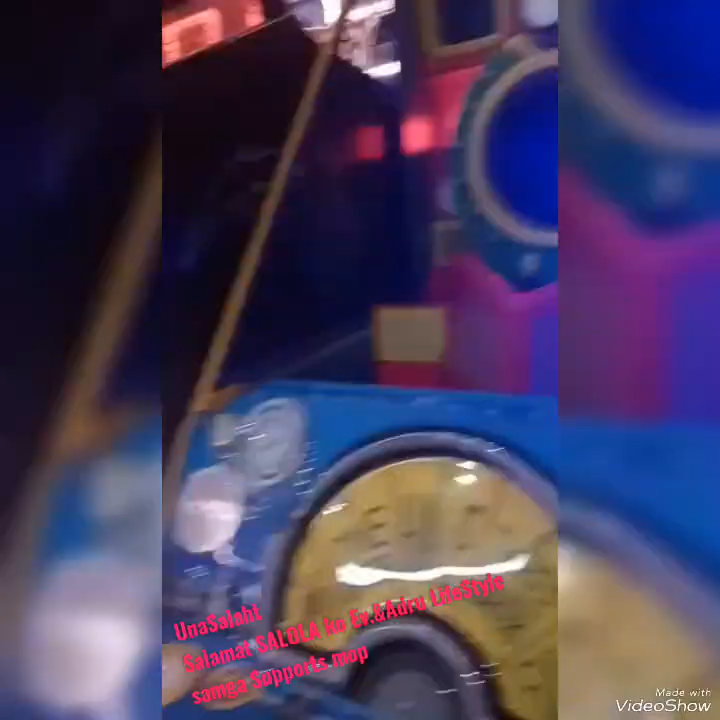 UnaSalaht
Salamat SALOLA ko Ev.&Adru LifeStyle
samga Supports mop
Made with
VideoShow